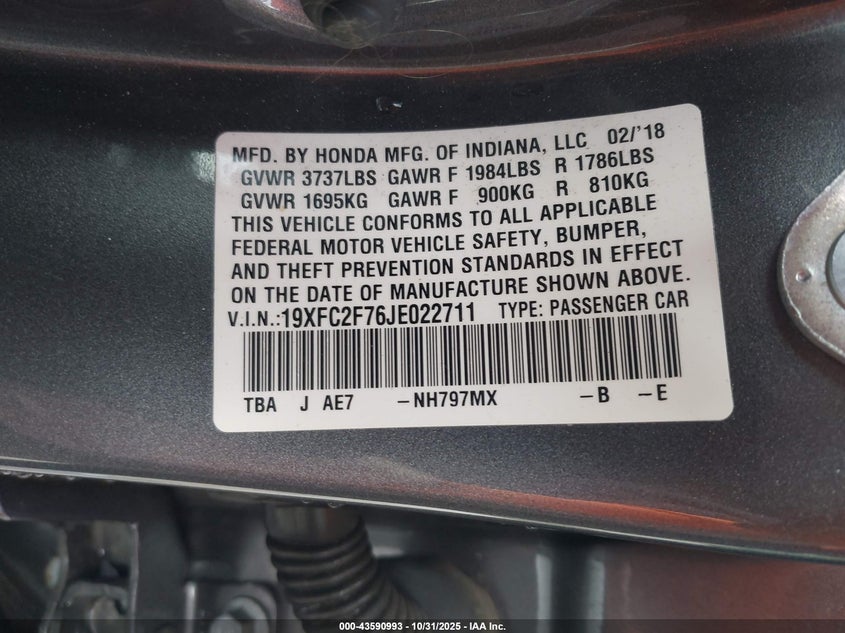 MFD. BY HONDA MFG. OF INDIANA, LLC 02/'18
GVWR 3737LBS GAWR F 1984LBS R 1786LBS
GVWR 1695KG GAWR F 900KG R 810KG
THIS VEHICLE CONFORMS TO ALL APPLICABLE
FEDERAL MOTOR VEHICLE SAFETY, BUMPER,
AND THEFT PREVENTION STANDARDS IN EFFECT
ON THE DATE OF MANUFACTURE SHOWN ABOVE.
V.I.N.:19XFC2F76JE022711 TYPE: PASSENGER CAR
TBA J AE7 -NH797MX -B -E
000-43590993 - 10/31/2025 - IAA Inc.